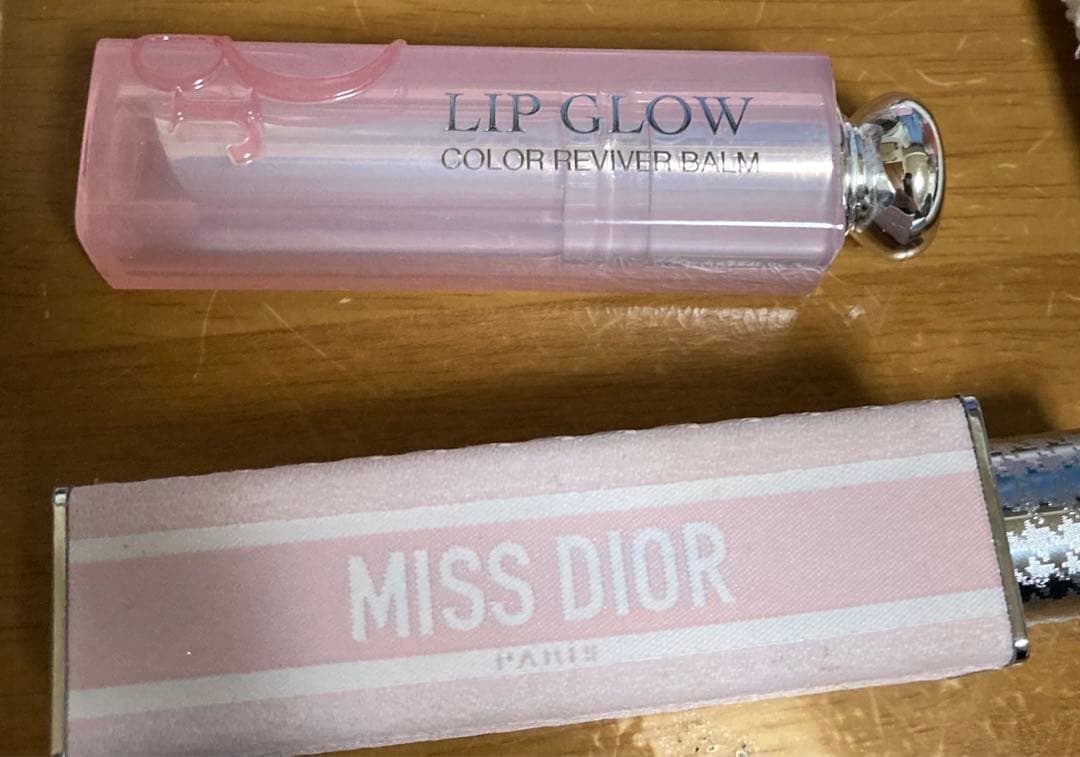 LIP GLOW
COLOR REVIVER BALM
MISS DIOR
PARIS